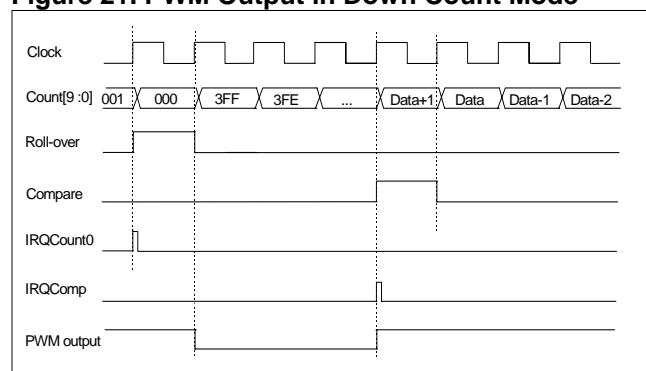 Figure 21. PWM Output in Down Count Mode
Clock
Count[9 :0] 001 000 3FF 3FE ... Data+1 Data Data-1 Data-2
Roll-over
Compare
IRQCount0
IRQComp
PWM output